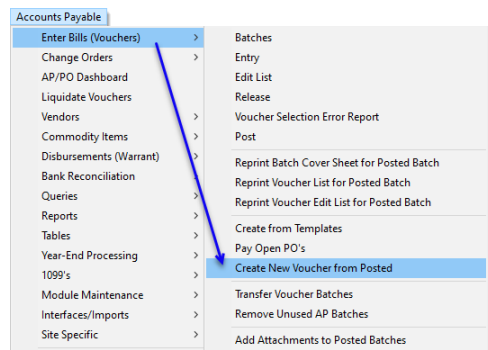 Accounts Payable
Enter Bills (Vouchers)
Change Orders
AP/PO Dashboard
Liquidate Vouchers
Vendors
Commodity Items
Disbursements (Warrant)
Bank Reconciliation
Queries
Reports
Tables
Year-End Processing
1099's
Module Maintenance
Interfaces/Imports
Site Specific
Batches
Entry
Edit List
Release
Voucher Selection Error Report
Post
Reprint Batch Cover Sheet for Posted Batch
Reprint Voucher List for Posted Batch
Reprint Voucher Edit List for Posted Batch
Create from Templates
Pay Open PO's
Create New Voucher from Posted
Transfer Voucher Batches
Remove Unused AP Batches
Add Attachments to Posted Batches